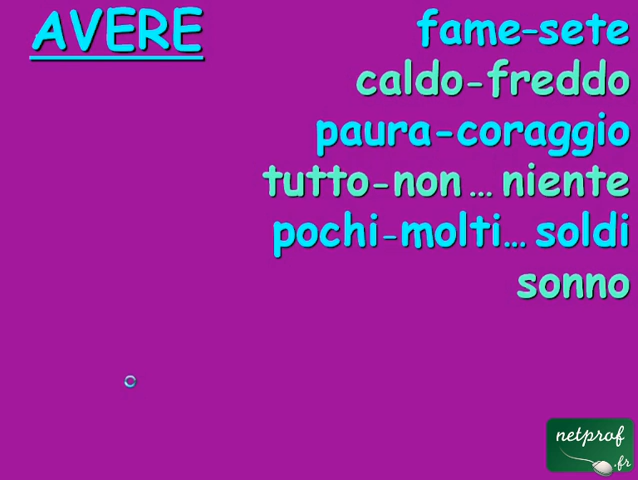 AVERE
fame-sete
caldo-freddo
paura-coraggio
tutto-non ... niente
pochi-molti... soldi
sonno
netprof
.fr